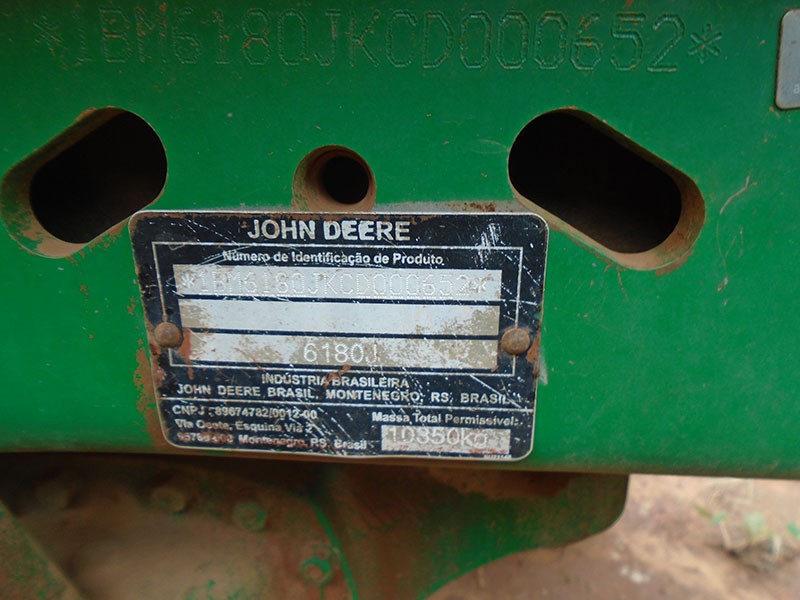 *1BM6180JKCD000652*
JOHN DEERE
Número de Identificação de Produto
*1BM6180JKCD000652*
6180J
INDÚSTRIA BRASILEIRA
JOHN DEERE BRASIL, MONTENEGRO, RS, BRASIL
CNPJ : 89674782/0012-00 Massa Total Permissível:
Via Oeste, Esquina Via 2 10350kg
Montenegro, RS, Brasil